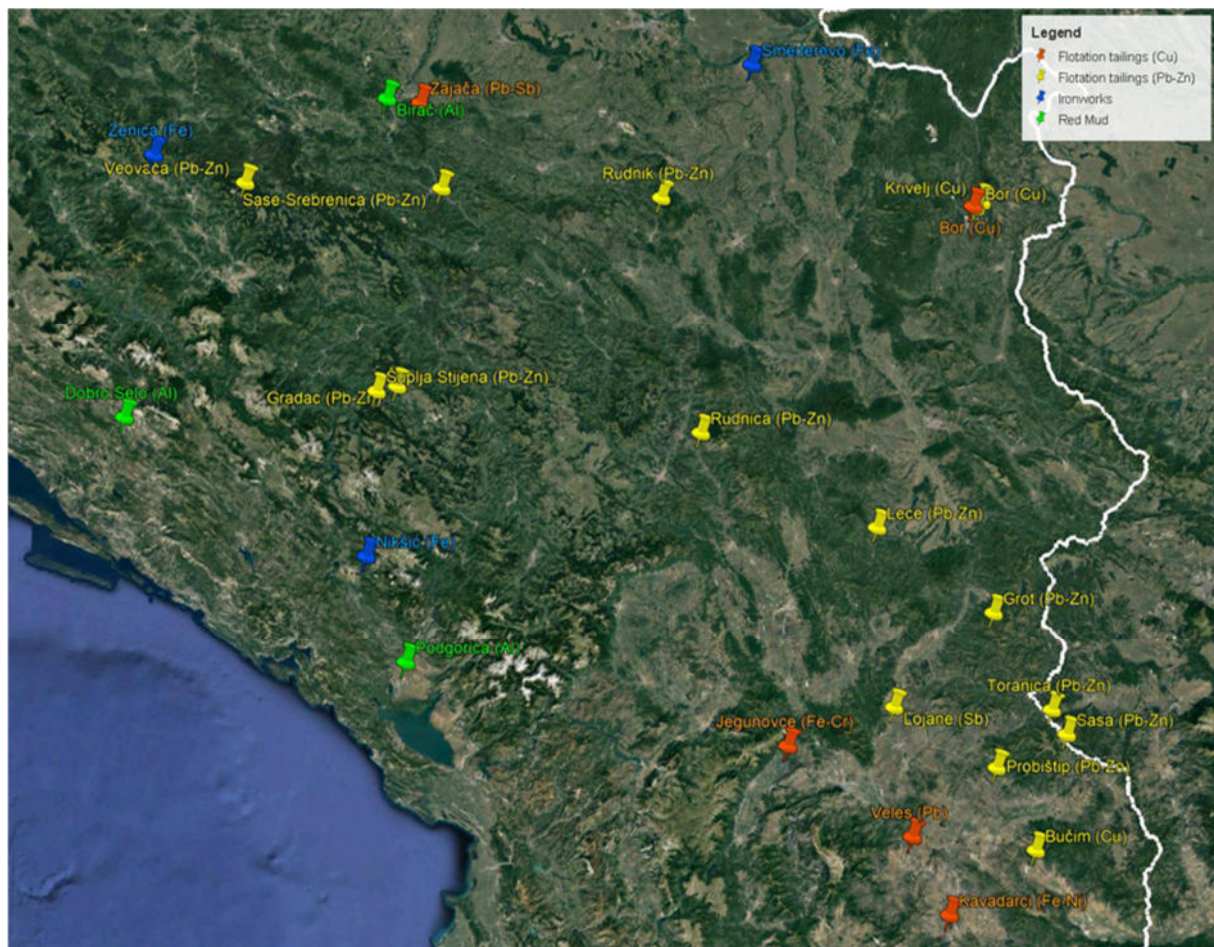 Legend
Flotation tailings (Cu)
Flotation tailings (Pb-Zn)
Ironworks
Red Mud
Smederevo (Fe)
Zajača (Pb-Sb)
Birač (Al)
Zenica (Fe)
Veovača (Pb-Zn)
Sase-Srebrenica (Pb-Zn)
Rudnik (Pb-Zn)
Krivelj (Cu)
Bor (Cu)
Bor (Cu)
Šuplja Stijena (Pb-Zn)
Gradac (Pb-Zn)
Dobro Selo (Al)
Rudnica (Pb-Zn)
Lece (Pb-Zn)
Nikšić (Fe)
Grot (Pb-Zn)
Podgorica (Al)
Toranica (Pb-Zn)
Lojane (Sb)
Sasa (Pb-Zn)
Jegunovce (Fe-Cr)
Probištip (Pb-Zn)
Veles (Pb)
Bučim (Cu)
Kavadarci (Fe-Ni)